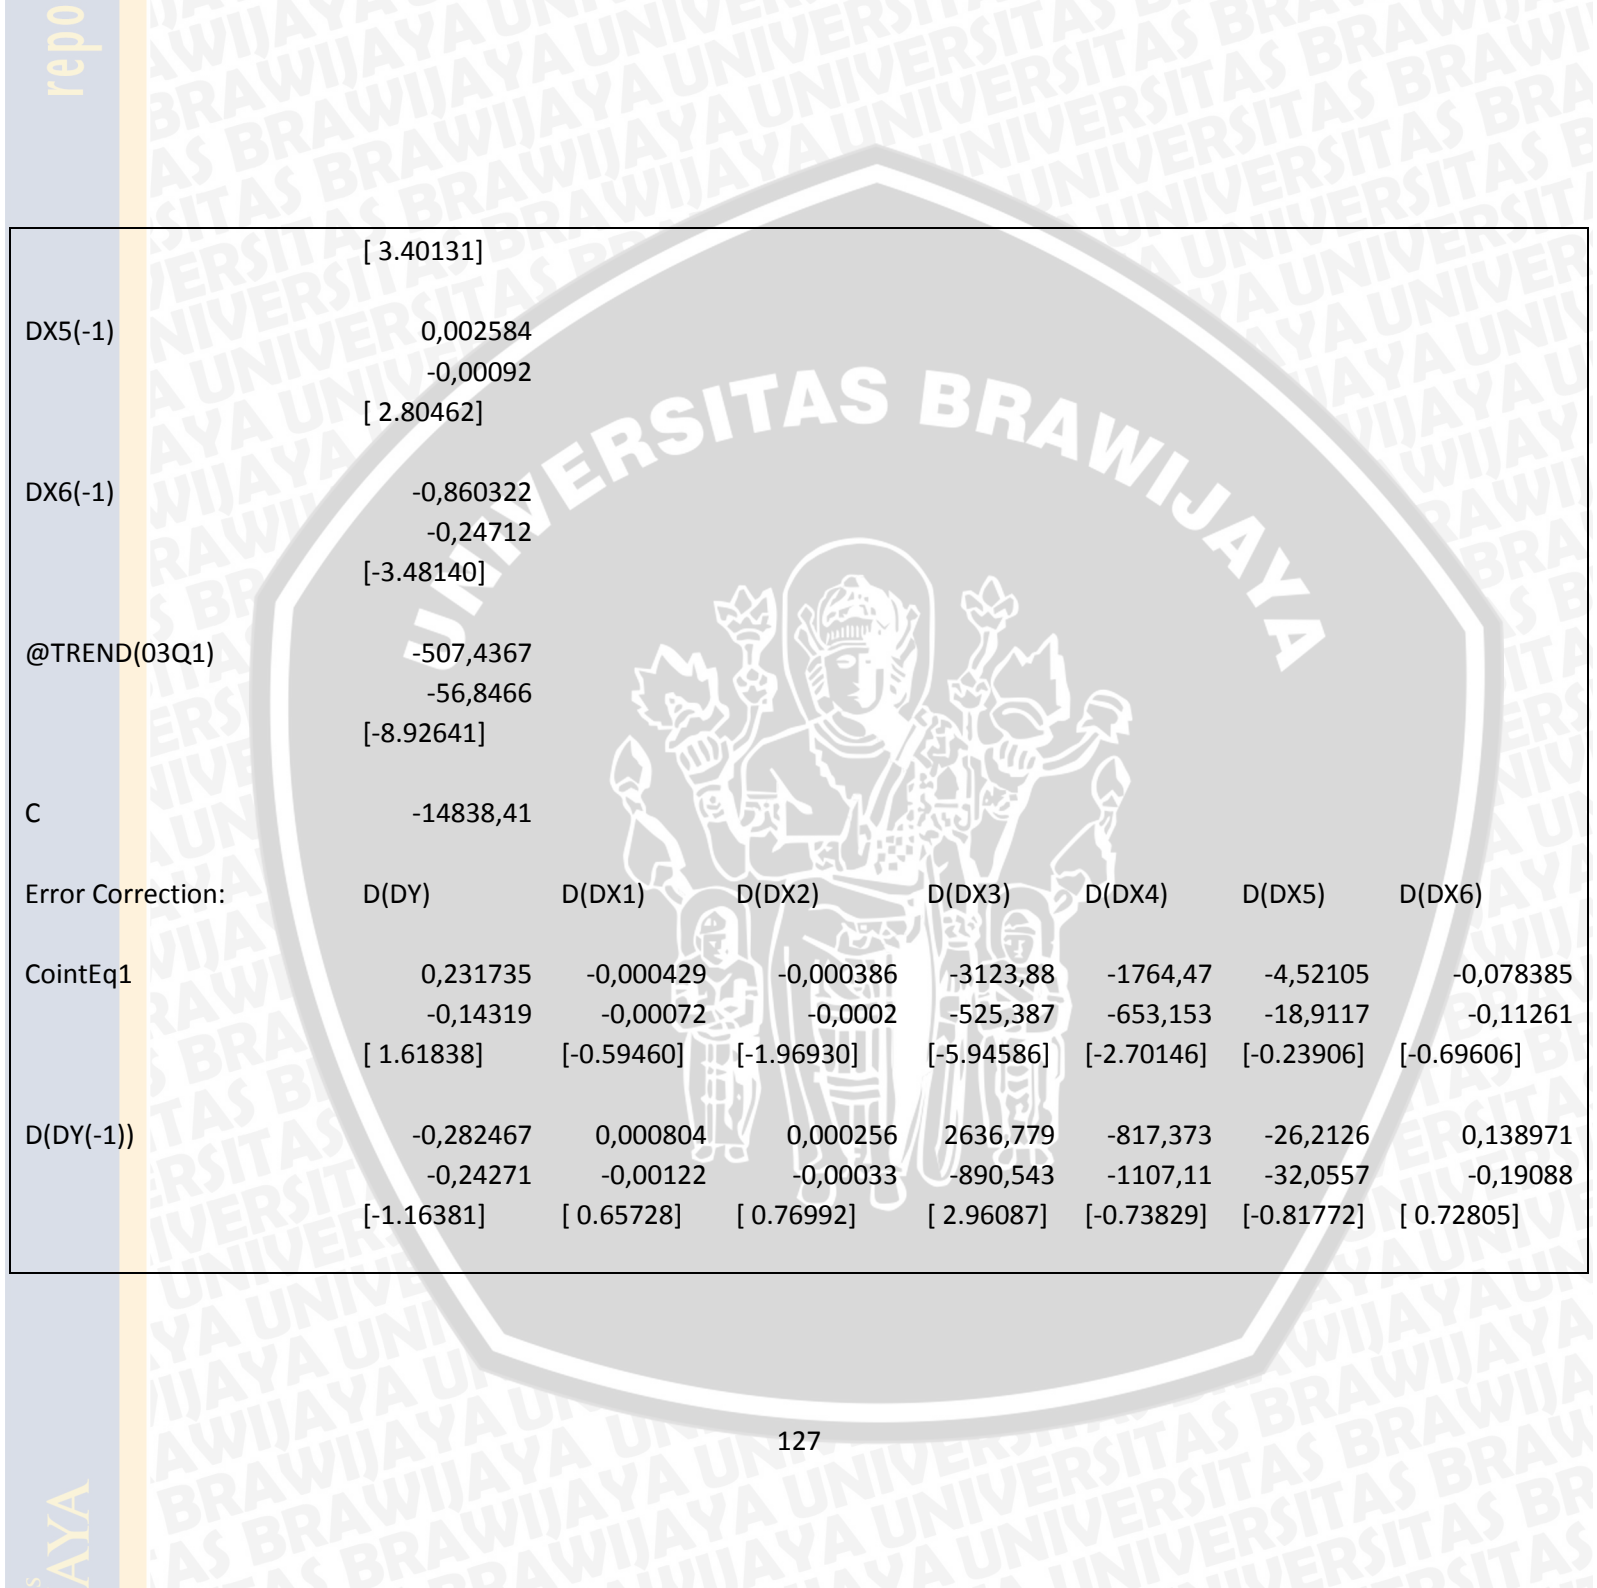 repo
[ 3.40131]
DX5(-1) 0,002584
-0,00092
[ 2.80462]
DX6(-1) -0,860322
-0,24712
[-3.48140]
@TREND(03Q1) -507,4367
-56,8466
[-8.92641]
C -14838,41
Error Correction: D(DY) D(DX1) D(DX2) D(DX3) D(DX4) D(DX5) D(DX6)
CointEq1 0,231735 -0,000429 -0,000386 -3123,88 -1764,47 -4,52105 -0,078385
-0,14319 -0,00072 -0,0002 -525,387 -653,153 -18,9117 -0,11261
[ 1.61838] [-0.59460] [-1.96930] [-5.94586] [-2.70146] [-0.23906] [-0.69606]
D(DY(-1)) -0,282467 0,000804 0,000256 2636,779 -817,373 -26,2126 0,138971
-0,24271 -0,00122 -0,00033 -890,543 -1107,11 -32,0557 -0,19088
[-1.16381] [ 0.65728] [ 0.76992] [ 2.96087] [-0.73829] [-0.81772] [ 0.72805]
UNIVERSITAS BRAWIJAYA
127
AYA